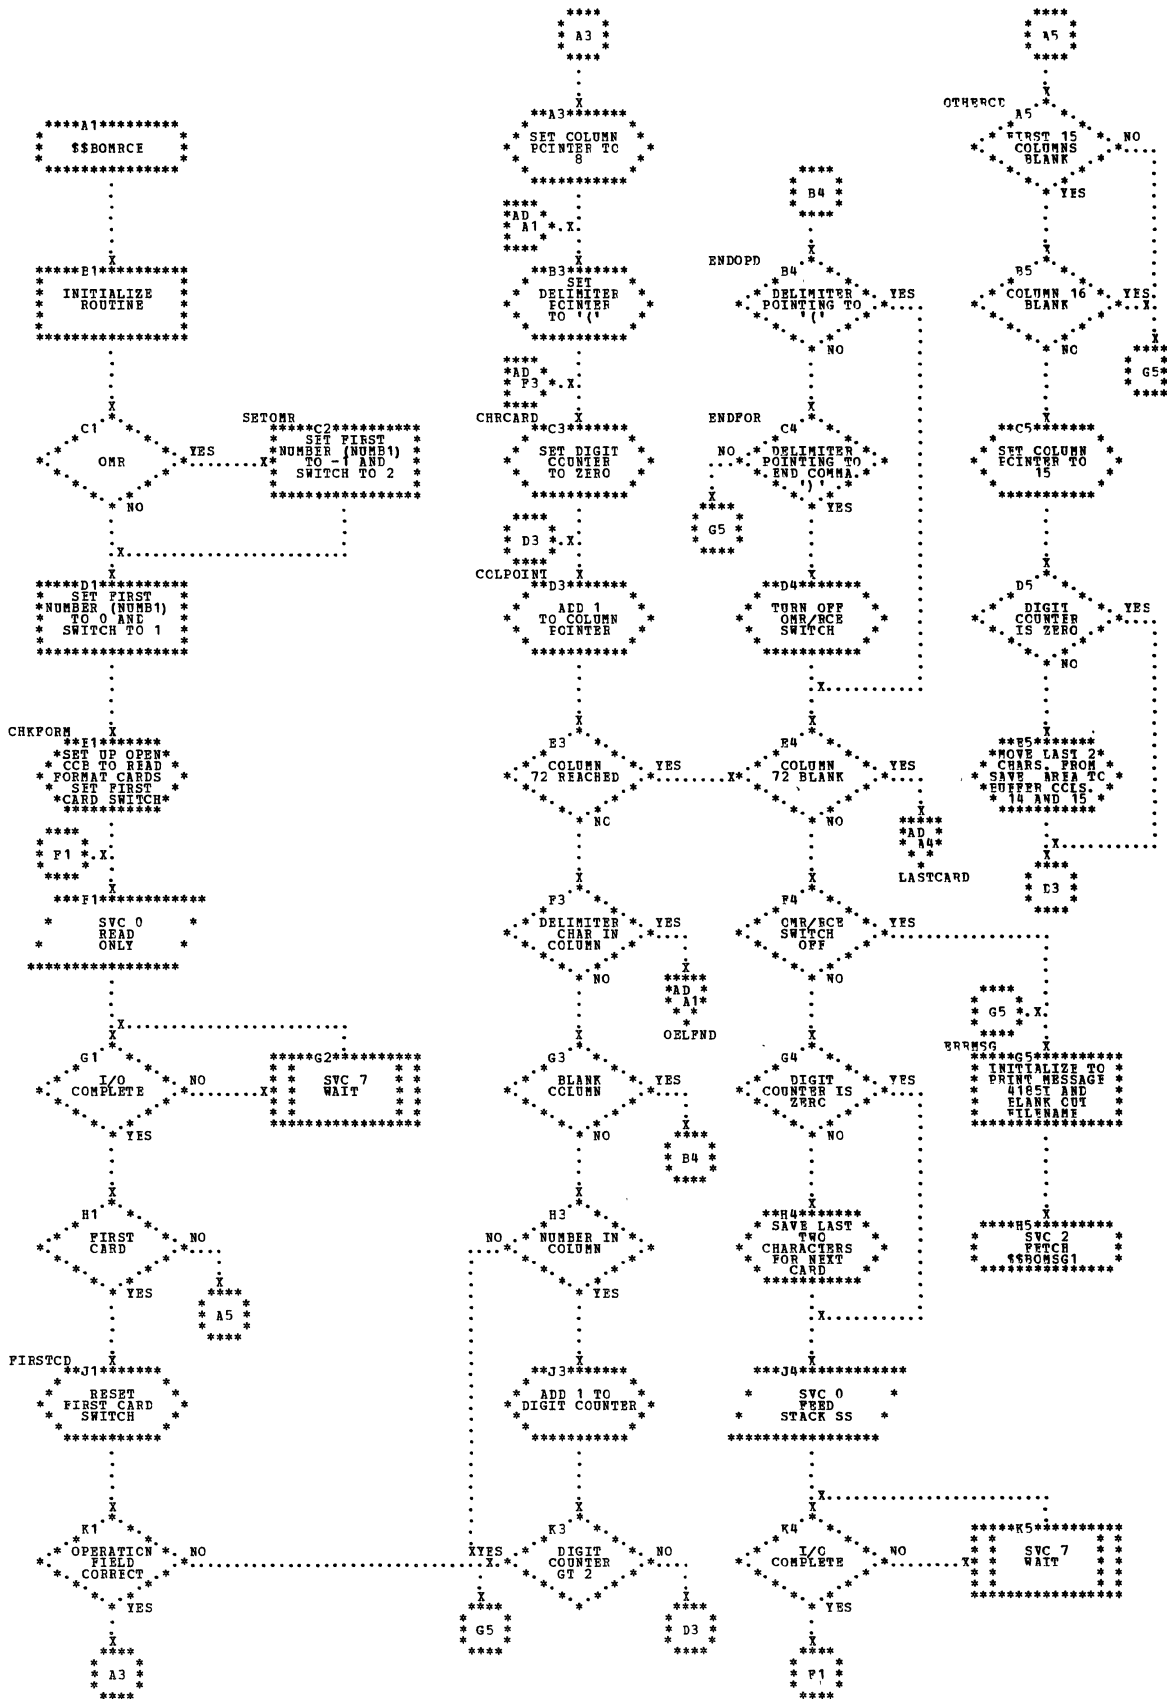 A3
A5
A3
OTHERCD
A5
A1
$$BOMRCE
SET COLUMN
POINTER TO
8
FIRST 15
COLUMNS
BLANK
NO
YES
B4
AD
A1
B1
INITIALIZE
ROUTINE
B3
SET
DELIMITER
POINTER
TO '('
ENDOPD
B4
DELIMITER
POINTING TO
'('
YES
NO
B5
COLUMN 16
BLANK
YES
NO
G5
AD
F3
C1
OMR
YES
NO
SETOMR
C2
SET FIRST
NUMBER (NUMB1)
TO -1 AND
SWITCH TO 2
CHRCARD
C3
SET DIGIT
COUNTER
TO ZERO
ENDFOR
C4
DELIMITER
POINTING TO
END COMMA
')'
NO
YES
G5
C5
SET COLUMN
POINTER TO
15
D3
COLPOINT
D1
SET FIRST
NUMBER (NUMB1)
TO 0 AND
SWITCH TO 1
D3
ADD 1
TO COLUMN
POINTER
D4
TURN OFF
OMR/RCE
SWITCH
D5
DIGIT
COUNTER
IS ZERO
YES
NO
CHKFORM
E1
SET UP OPEN
CCB TO READ
FORMAT CARDS
SET FIRST
CARD SWITCH
E3
COLUMN
72 REACHED
YES
NO
E4
COLUMN
72 BLANK
YES
NO
E5
MOVE LAST 2
CHARS. FROM
SAVE AREA TO
BUFFER COLS.
14 AND 15
F1
AD
A4
LASTCARD
D3
F1
SVC 0
READ
ONLY
F3
DELIMITER
CHAR IN
COLUMN
YES
NO
F4
OMR/RCE
SWITCH
OFF
YES
NO
AD
A1
OELFND
G5
ERRMSG
G1
I/O
COMPLETE
NO
YES
G2
SVC 7
WAIT
G3
BLANK
COLUMN
YES
NO
B4
G4
DIGIT
COUNTER IS
ZERO
YES
NO
G5
INITIALIZE TO
PRINT MESSAGE
4185I AND
BLANK OUT
FILENAME
H1
FIRST
CARD
NO
YES
A5
H3
NUMBER IN
COLUMN
NO
YES
H4
SAVE LAST
TWO
CHARACTERS
FOR NEXT
CARD
H5
SVC 2
FETCH
$$BOMSG1
FIRSTCD
J1
RESET
FIRST CARD
SWITCH
J3
ADD 1 TO
DIGIT COUNTER
J4
SVC 0
FEED
STACK SS
K1
OPERATION
FIELD
CORRECT
NO
YES
K3
DIGIT
COUNTER
GT 2
YES
NO
G5
D3
K4
I/O
COMPLETE
NO
YES
K5
SVC 7
WAIT
A3
F1